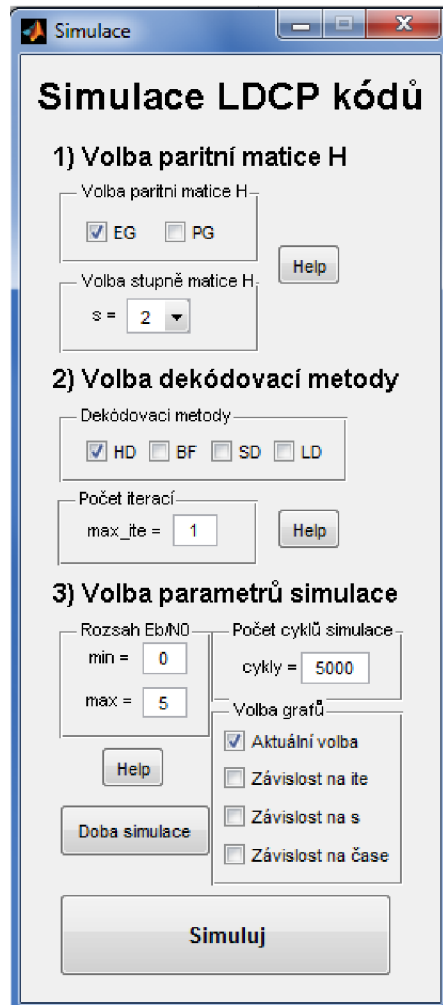 Simulace
Simulace LDCP kódů
1) Volba paritní matice H
Volba paritni matice H
EG PG
Help
Volba stupně matice H
s = 2
2) Volba dekódovací metody
Dekódovaci metody
HD BF SD LD
Počet iterací
max_ite = 1
Help
3) Volba parametrů simulace
Rozsah Eb/N0
min = 0
max = 5
Počet cyklů simulace
cykly = 5000
Volba grafů
Aktuální volba
Závislost na ite
Závislost na s
Závislost na čase
Help
Doba simulace
Simuluj